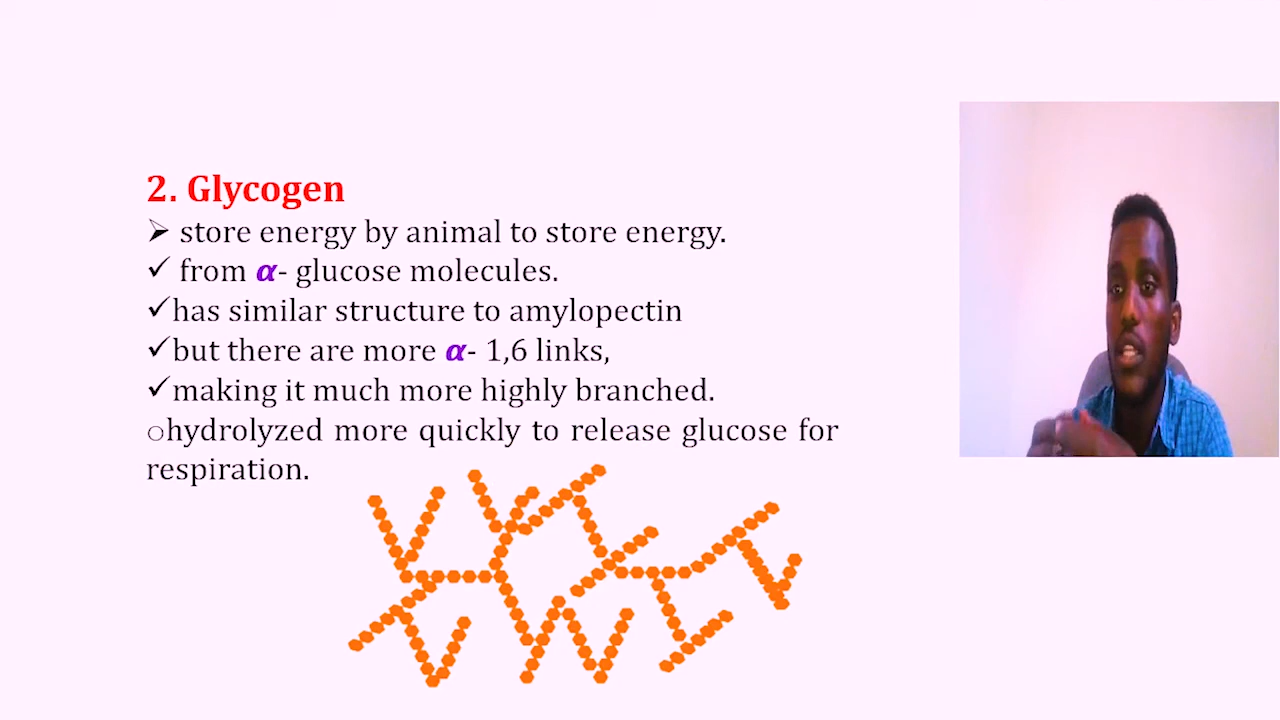 2. Glycogen
➢ store energy by animal to store energy.
✓ from α- glucose molecules.
✓has similar structure to amylopectin
✓but there are more α- 1,6 links,
✓making it much more highly branched.
○hydrolyzed more quickly to release glucose for
respiration.